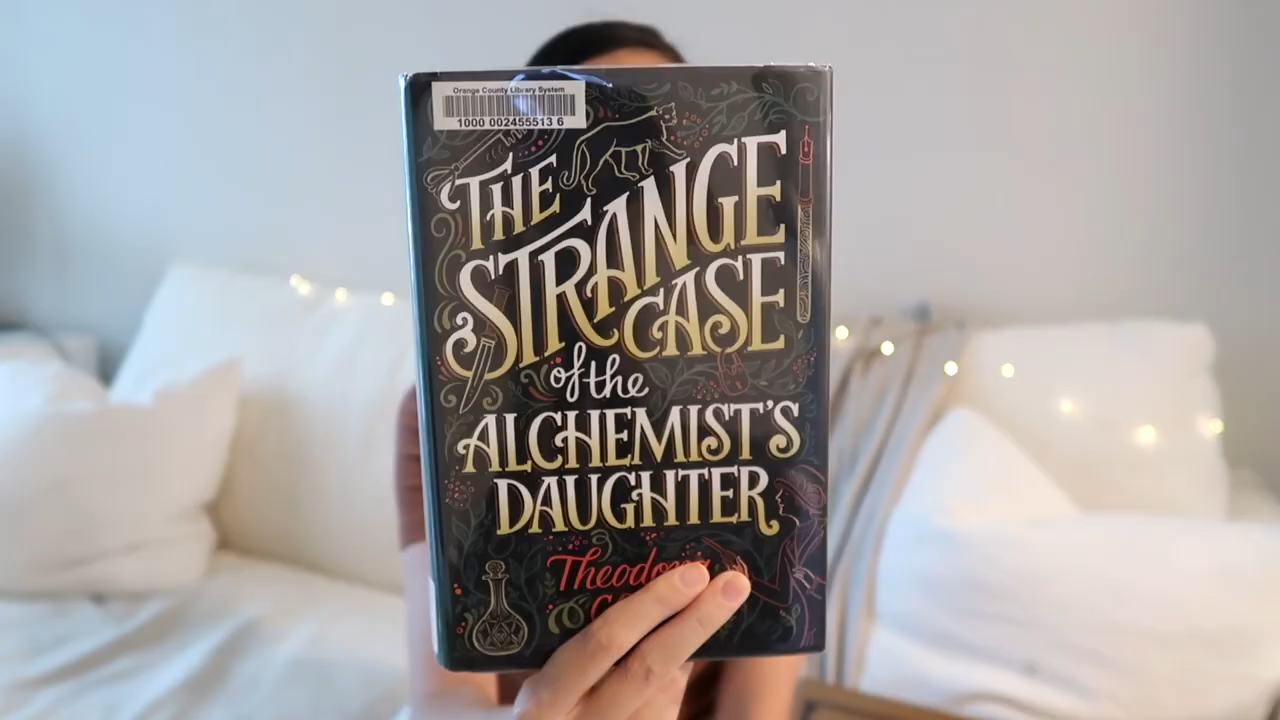 Orange County Library System
1000 002455513 6
THE
STRANGE
CASE
of the
ALCHEMIST'S
DAUGHTER